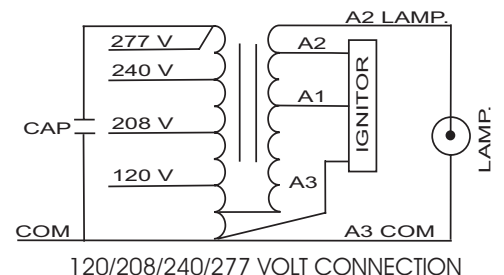 A2 LAMP.
277 V
A2
240 V
A1
IGNITOR
CAP
208 V
LAMP.
120 V
A3
COM
A3 COM
120/208/240/277 VOLT CONNECTION